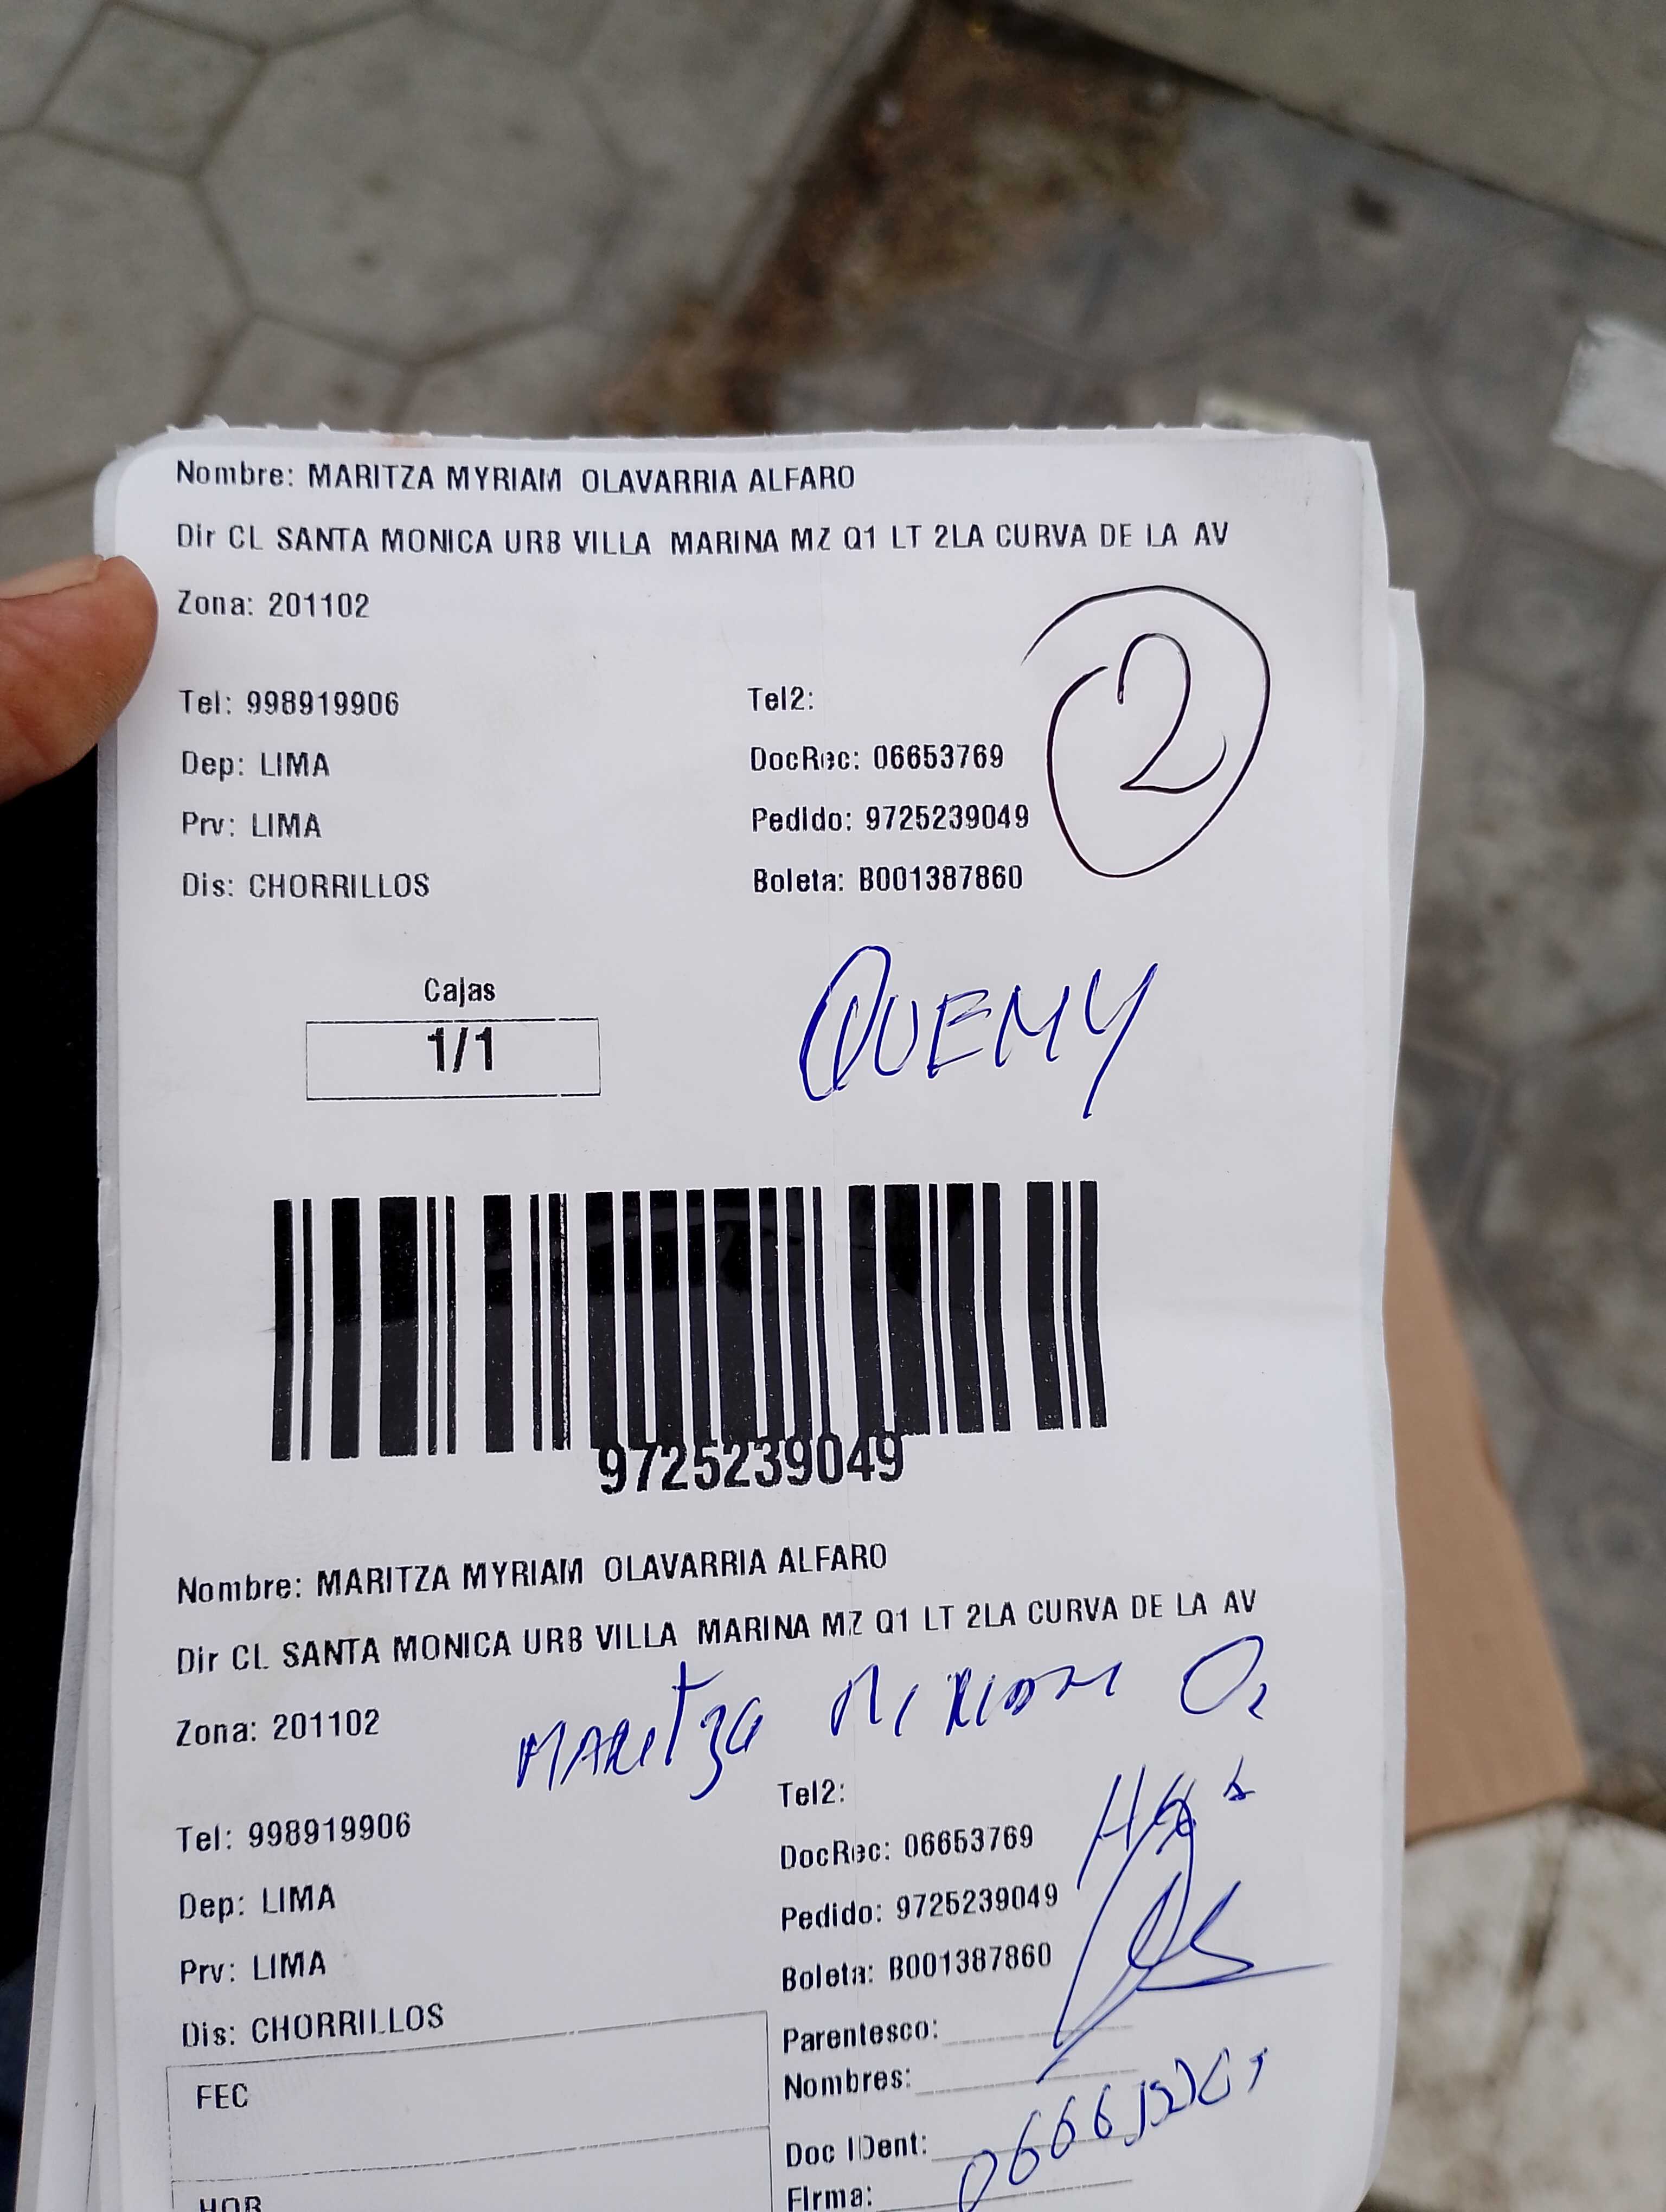 Nombre: MARITZA MYRIAM OLAVARRIA ALFARO
Dir CL SANTA MONICA URB VILLA MARINA MZ Q1 LT 2LA CURVA DE LA AV
Zona: 201102
Tel: 998919906 Tel2:
Dep: LIMA DocRec: 06653769
Prv: LIMA Pedido: 9725239049
Dis: CHORRILLOS Boleta: B001387860
2
Cajas
1/1
QUEMY
9725239049
Nombre: MARITZA MYRIAM OLAVARRIA ALFARO
Dir CL SANTA MONICA URB VILLA MARINA MZ Q1 LT 2LA CURVA DE LA AV
Zona: 201102
MARITZA
Tel: 998919906 Tel2:
Dep: LIMA DocRec: 06653769
Prv: LIMA Pedido: 9725239049
Dis: CHORRILLOS Boleta: B001387860
Parentesco:
FEC Nombres:
Doc IDent:
HOR Firma: